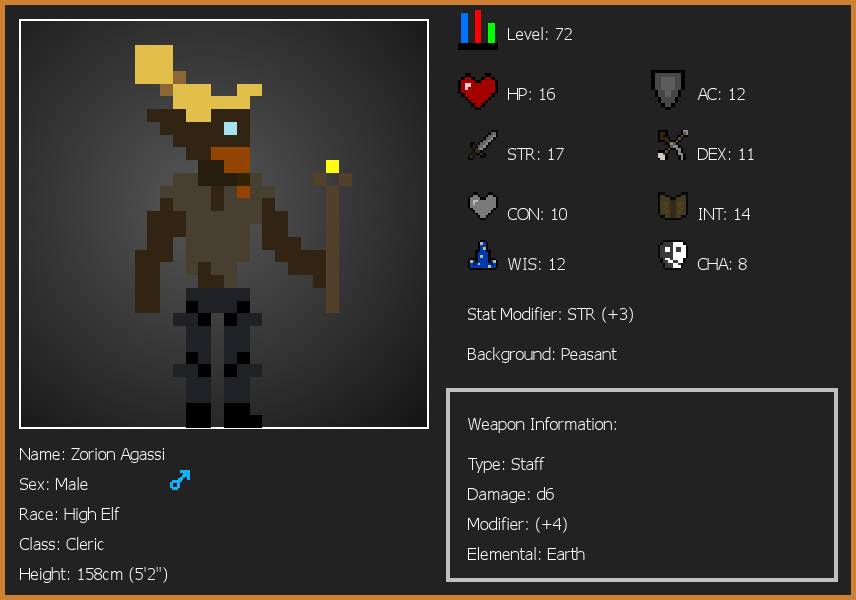 Level: 72
HP: 16
AC: 12
STR: 17
DEX: 11
CON: 10
INT: 14
WIS: 12
CHA: 8
Stat Modifier: STR (+3)
Background: Peasant
Weapon Information:
Type: Staff
Damage: d6
Modifier: (+4)
Elemental: Earth
Name: Zorion Agassi
Sex: Male
Race: High Elf
Class: Cleric
Height: 158cm (5'2")